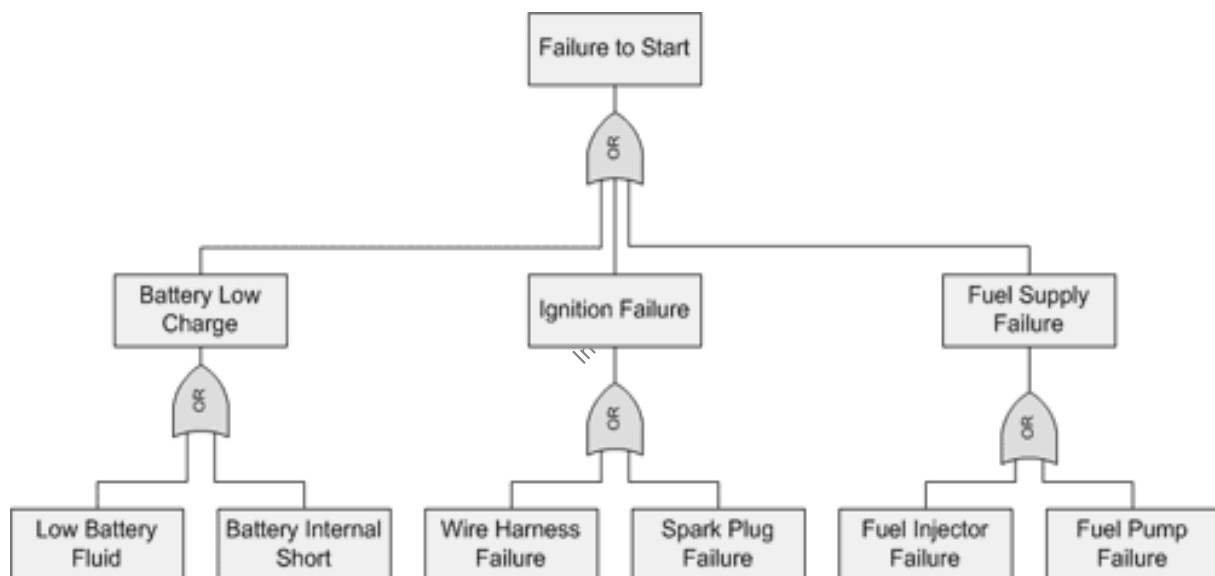 Failure to Start
OR
Battery Low
Charge
Ignition Failure
Fuel Supply
Failure
In
OR
OR
OR
Low Battery
Fluid
Battery Internal
Short
Wire Harness
Failure
Spark Plug
Failure
Fuel Injector
Failure
Fuel Pump
Failure